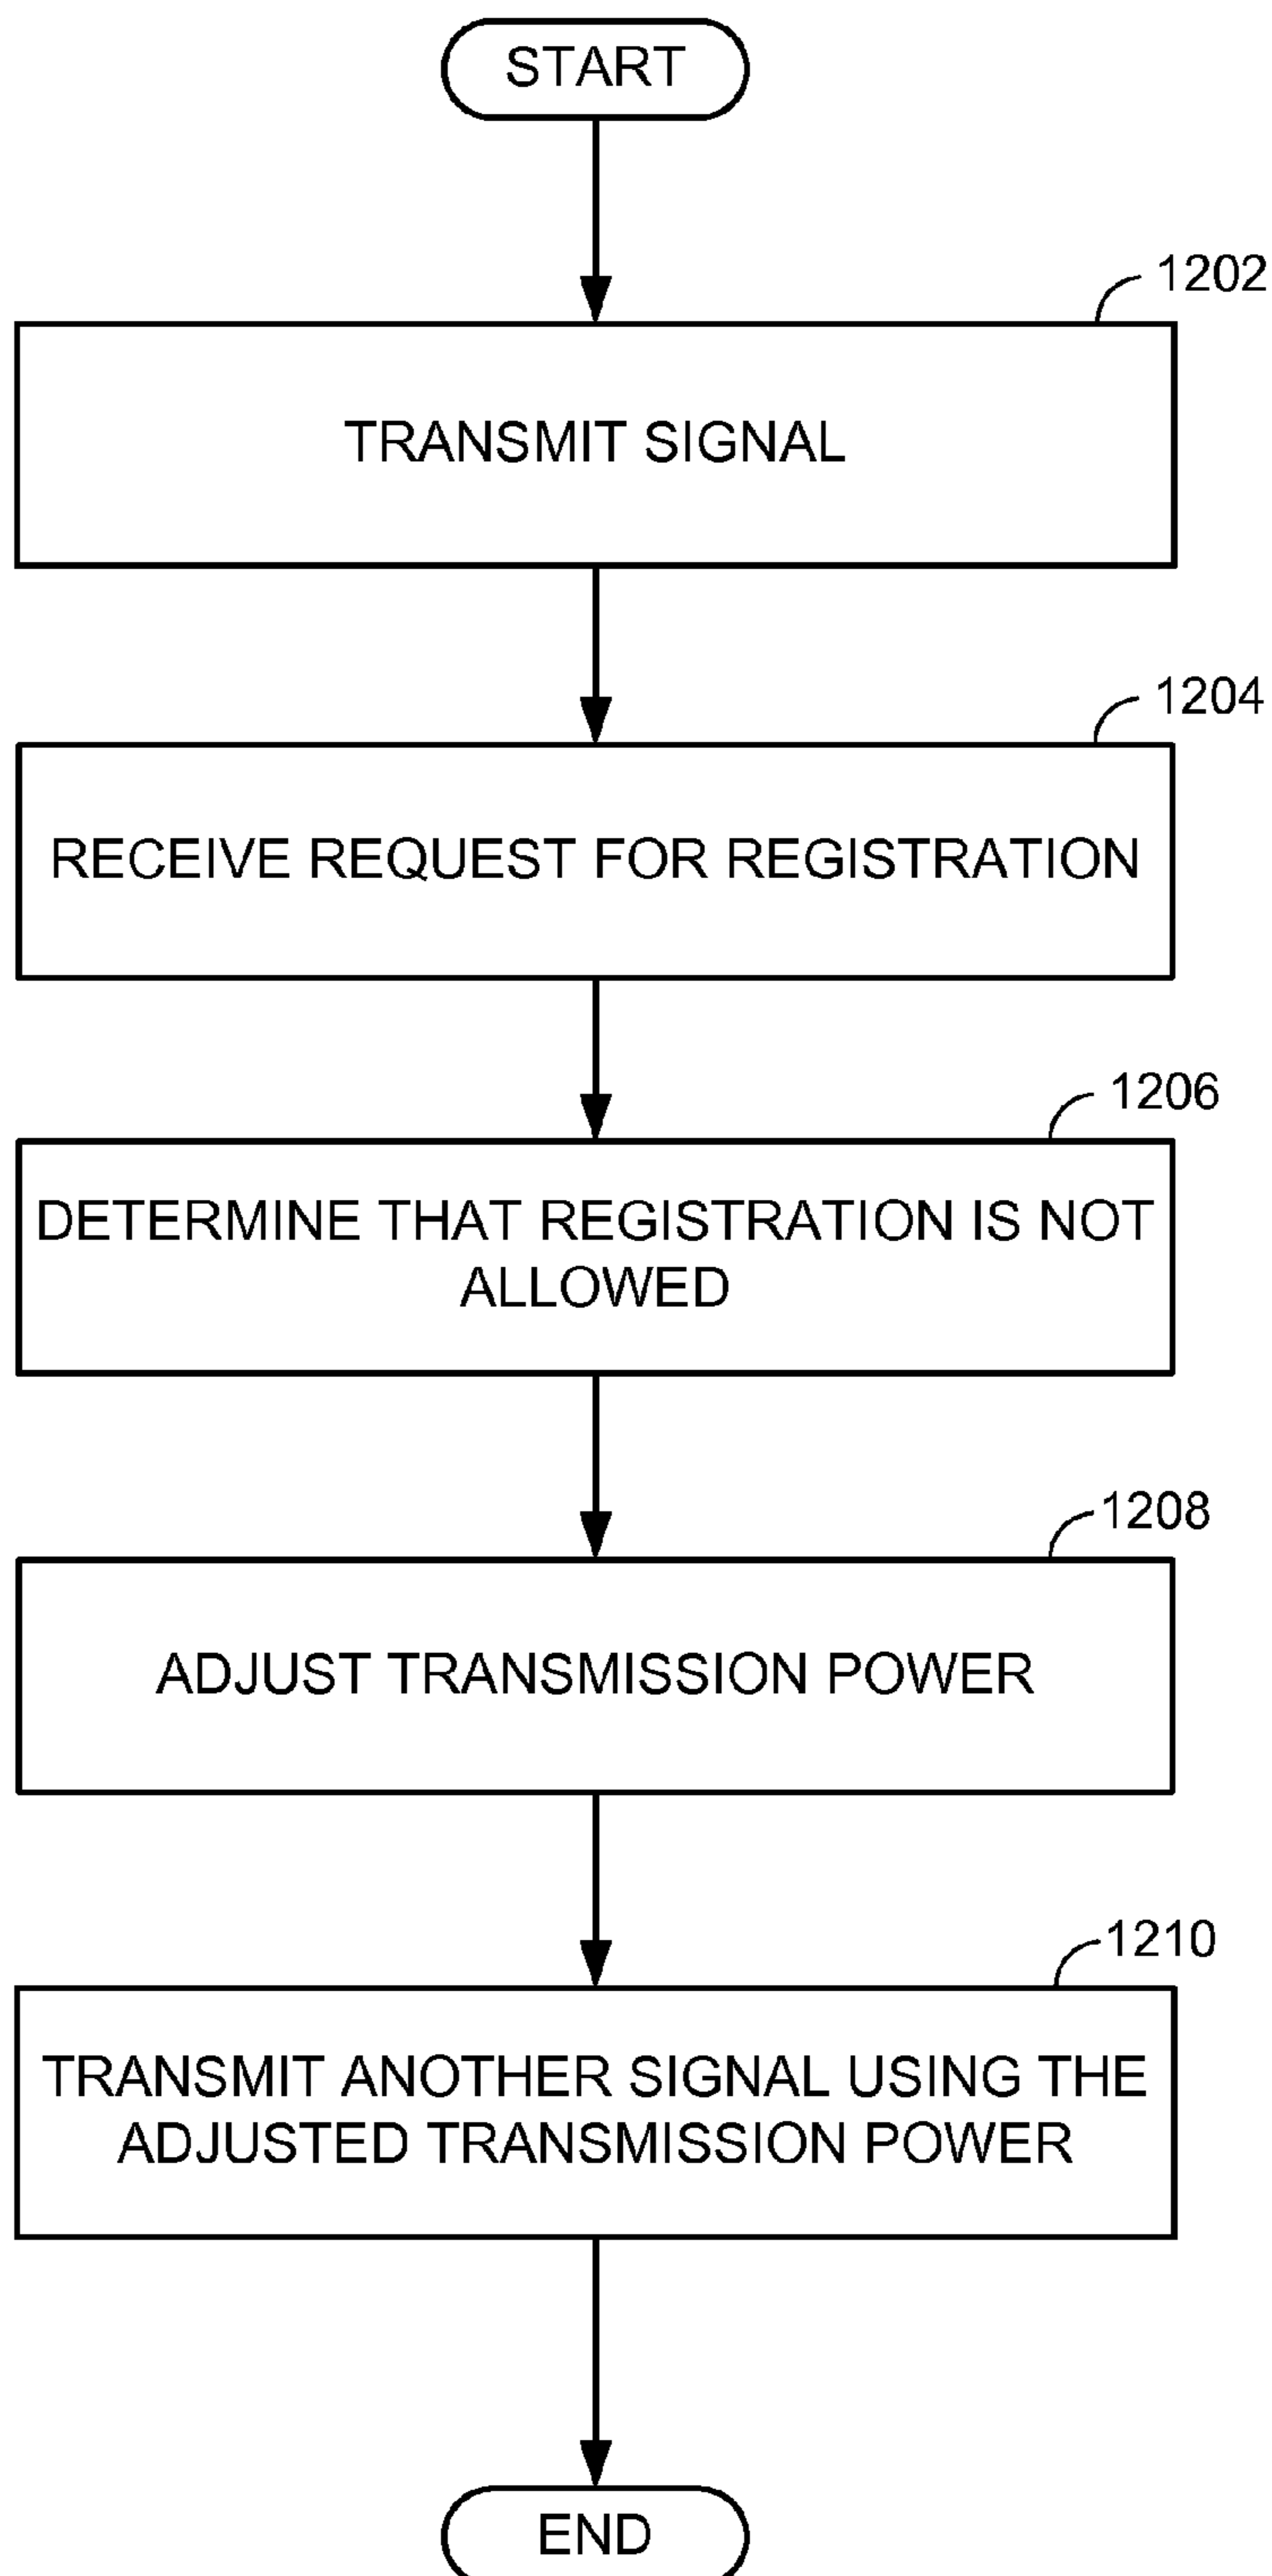 START
1202
TRANSMIT SIGNAL
1204
RECEIVE REQUEST FOR REGISTRATION
1206
DETERMINE THAT REGISTRATION IS NOT
ALLOWED
1208
ADJUST TRANSMISSION POWER
1210
TRANSMIT ANOTHER SIGNAL USING THE
ADJUSTED TRANSMISSION POWER
END